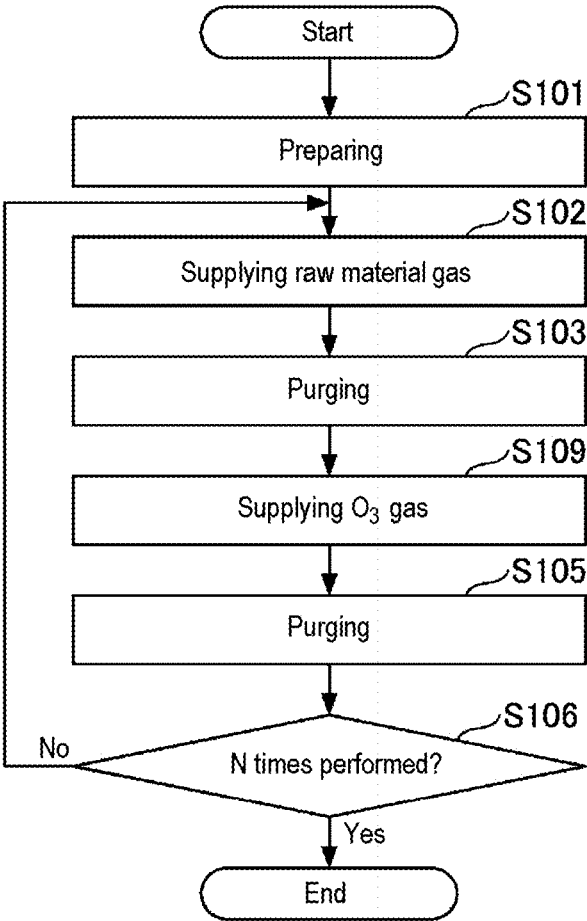 Start
S101
Preparing
S102
Supplying raw material gas
S103
Purging
S109
Supplying O₃ gas
S105
Purging
S106
N times performed?
No
Yes
End